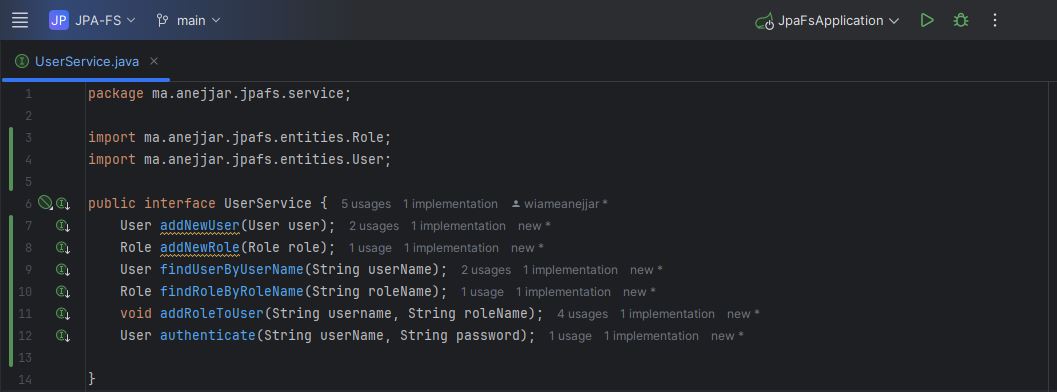 JP JPA-FS main JpaFsApplication
UserService.java
1 package ma.anejjar.jpafs.service;
2
3 import ma.anejjar.jpafs.entities.Role;
4 import ma.anejjar.jpafs.entities.User;
5
6 public interface UserService { 5 usages 1 implementation wiameanejjar *
7 User addNewUser(User user); 2 usages 1 implementation new *
8 Role addNewRole(Role role); 1 usage 1 implementation new *
9 User findUserByUserName(String userName); 2 usages 1 implementation new *
10 Role findRoleByRoleName(String roleName); 1 usage 1 implementation new *
11 void addRoleToUser(String username, String roleName); 4 usages 1 implementation new *
12 User authenticate(String userName, String password); 1 usage 1 implementation new *
13
14 }